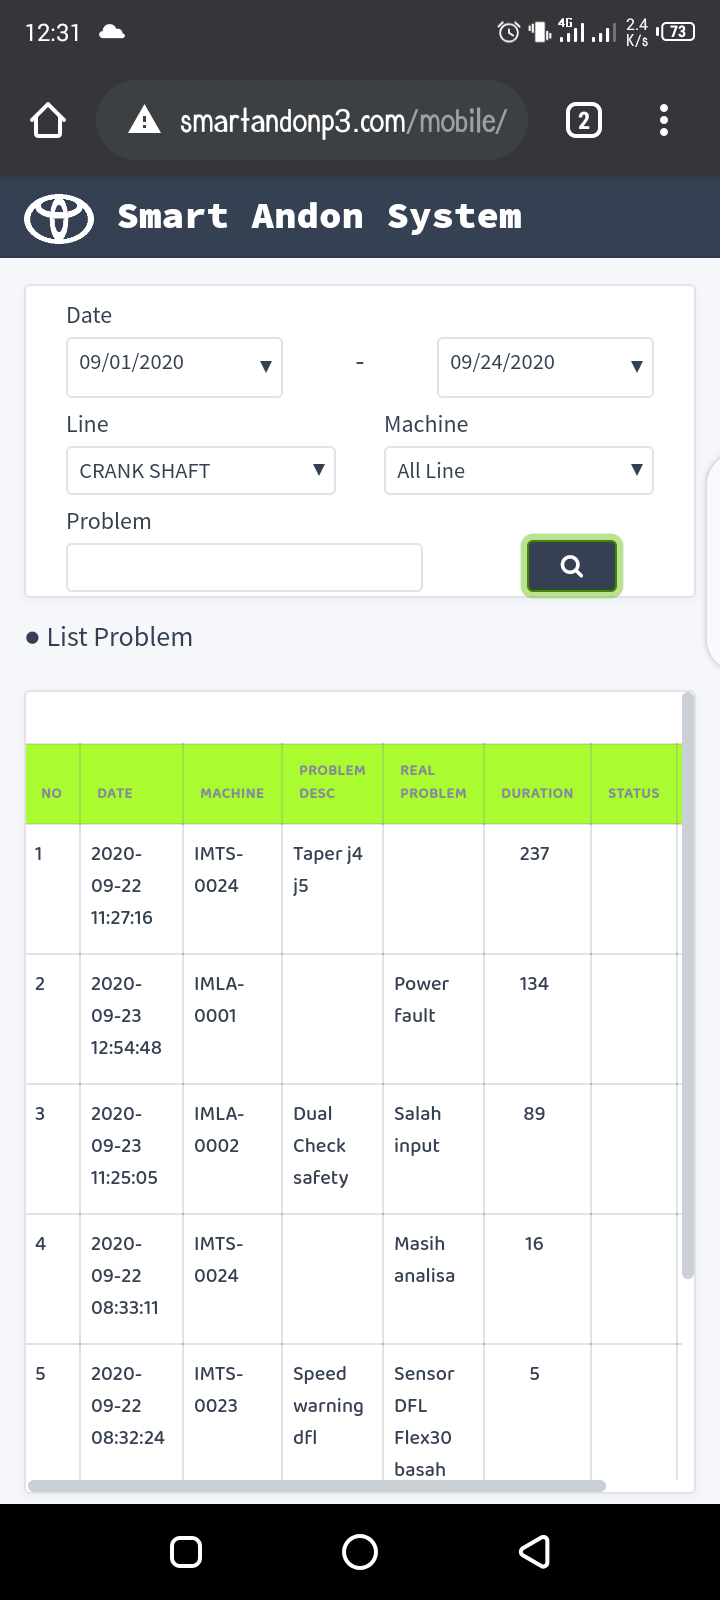 12:31
4G
2.4
K/s
73
smartandonp3.com/mobile/
2
Smart Andon System
Date
09/01/2020 - 09/24/2020
Line Machine
CRANK SHAFT All Line
Problem
List Problem
NO DATE MACHINE PROBLEM DESC REAL PROBLEM DURATION STATUS
1 2020-09-22 11:27:16 IMTS-0024 Taper j4 j5 237
2 2020-09-23 12:54:48 IMLA-0001 Power fault 134
3 2020-09-23 11:25:05 IMLA-0002 Dual Check safety Salah input 89
4 2020-09-22 08:33:11 IMTS-0024 Masih analisa 16
5 2020-09-22 08:32:24 IMTS-0023 Speed warning dfl Sensor DFL Flex30 basah 5